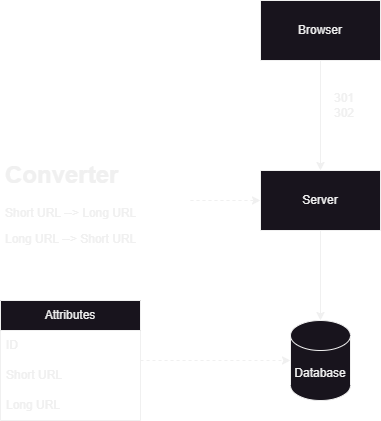 Browser
301
302
Converter
Short URL --> Long URL
Long URL --> Short URL
Server
Attributes
ID
Short URL
Long URL
Database